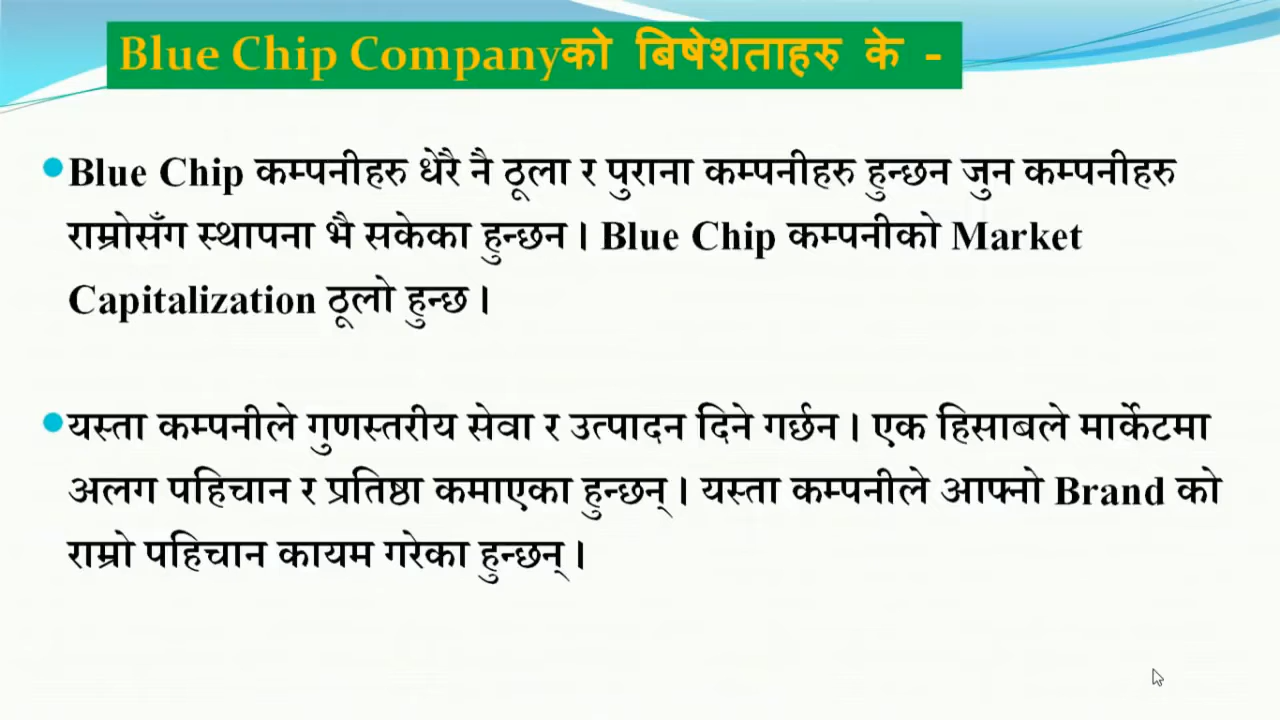 Blue Chip Companyको बिषेशताहरु के -
Blue Chip कम्पनीहरु धेरै नै ठूला र पुराना कम्पनीहरु हुन्छन जुन कम्पनीहरु
राम्रोसँग स्थापना भै सकेका हुन्छन । Blue Chip कम्पनीको Market
Capitalization ठूलो हुन्छ ।
यस्ता कम्पनीले गुणस्तरीय सेवा र उत्पादन दिने गर्छन । एक हिसाबले मार्केटमा
अलग पहिचान र प्रतिष्ठा कमाएका हुन्छन् । यस्ता कम्पनीले आफ्नो Brand को
राम्रो पहिचान कायम गरेका हुन्छन् ।